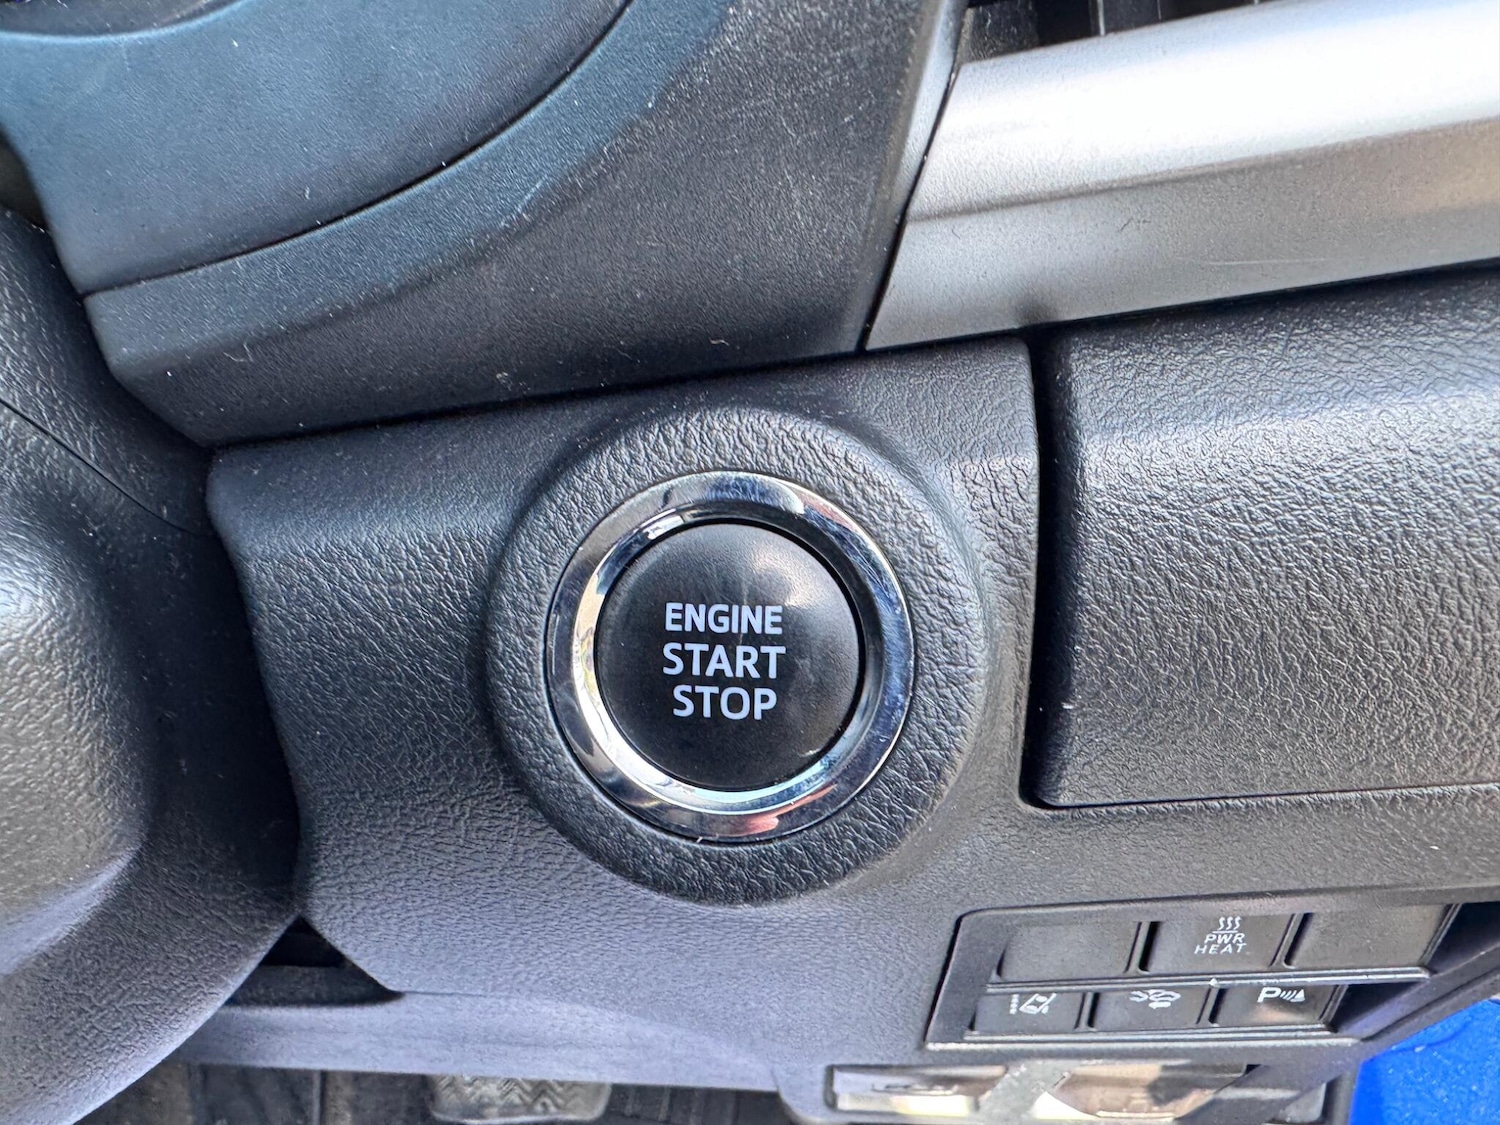 ENGINE
START
STOP
PWR
HEAT
P